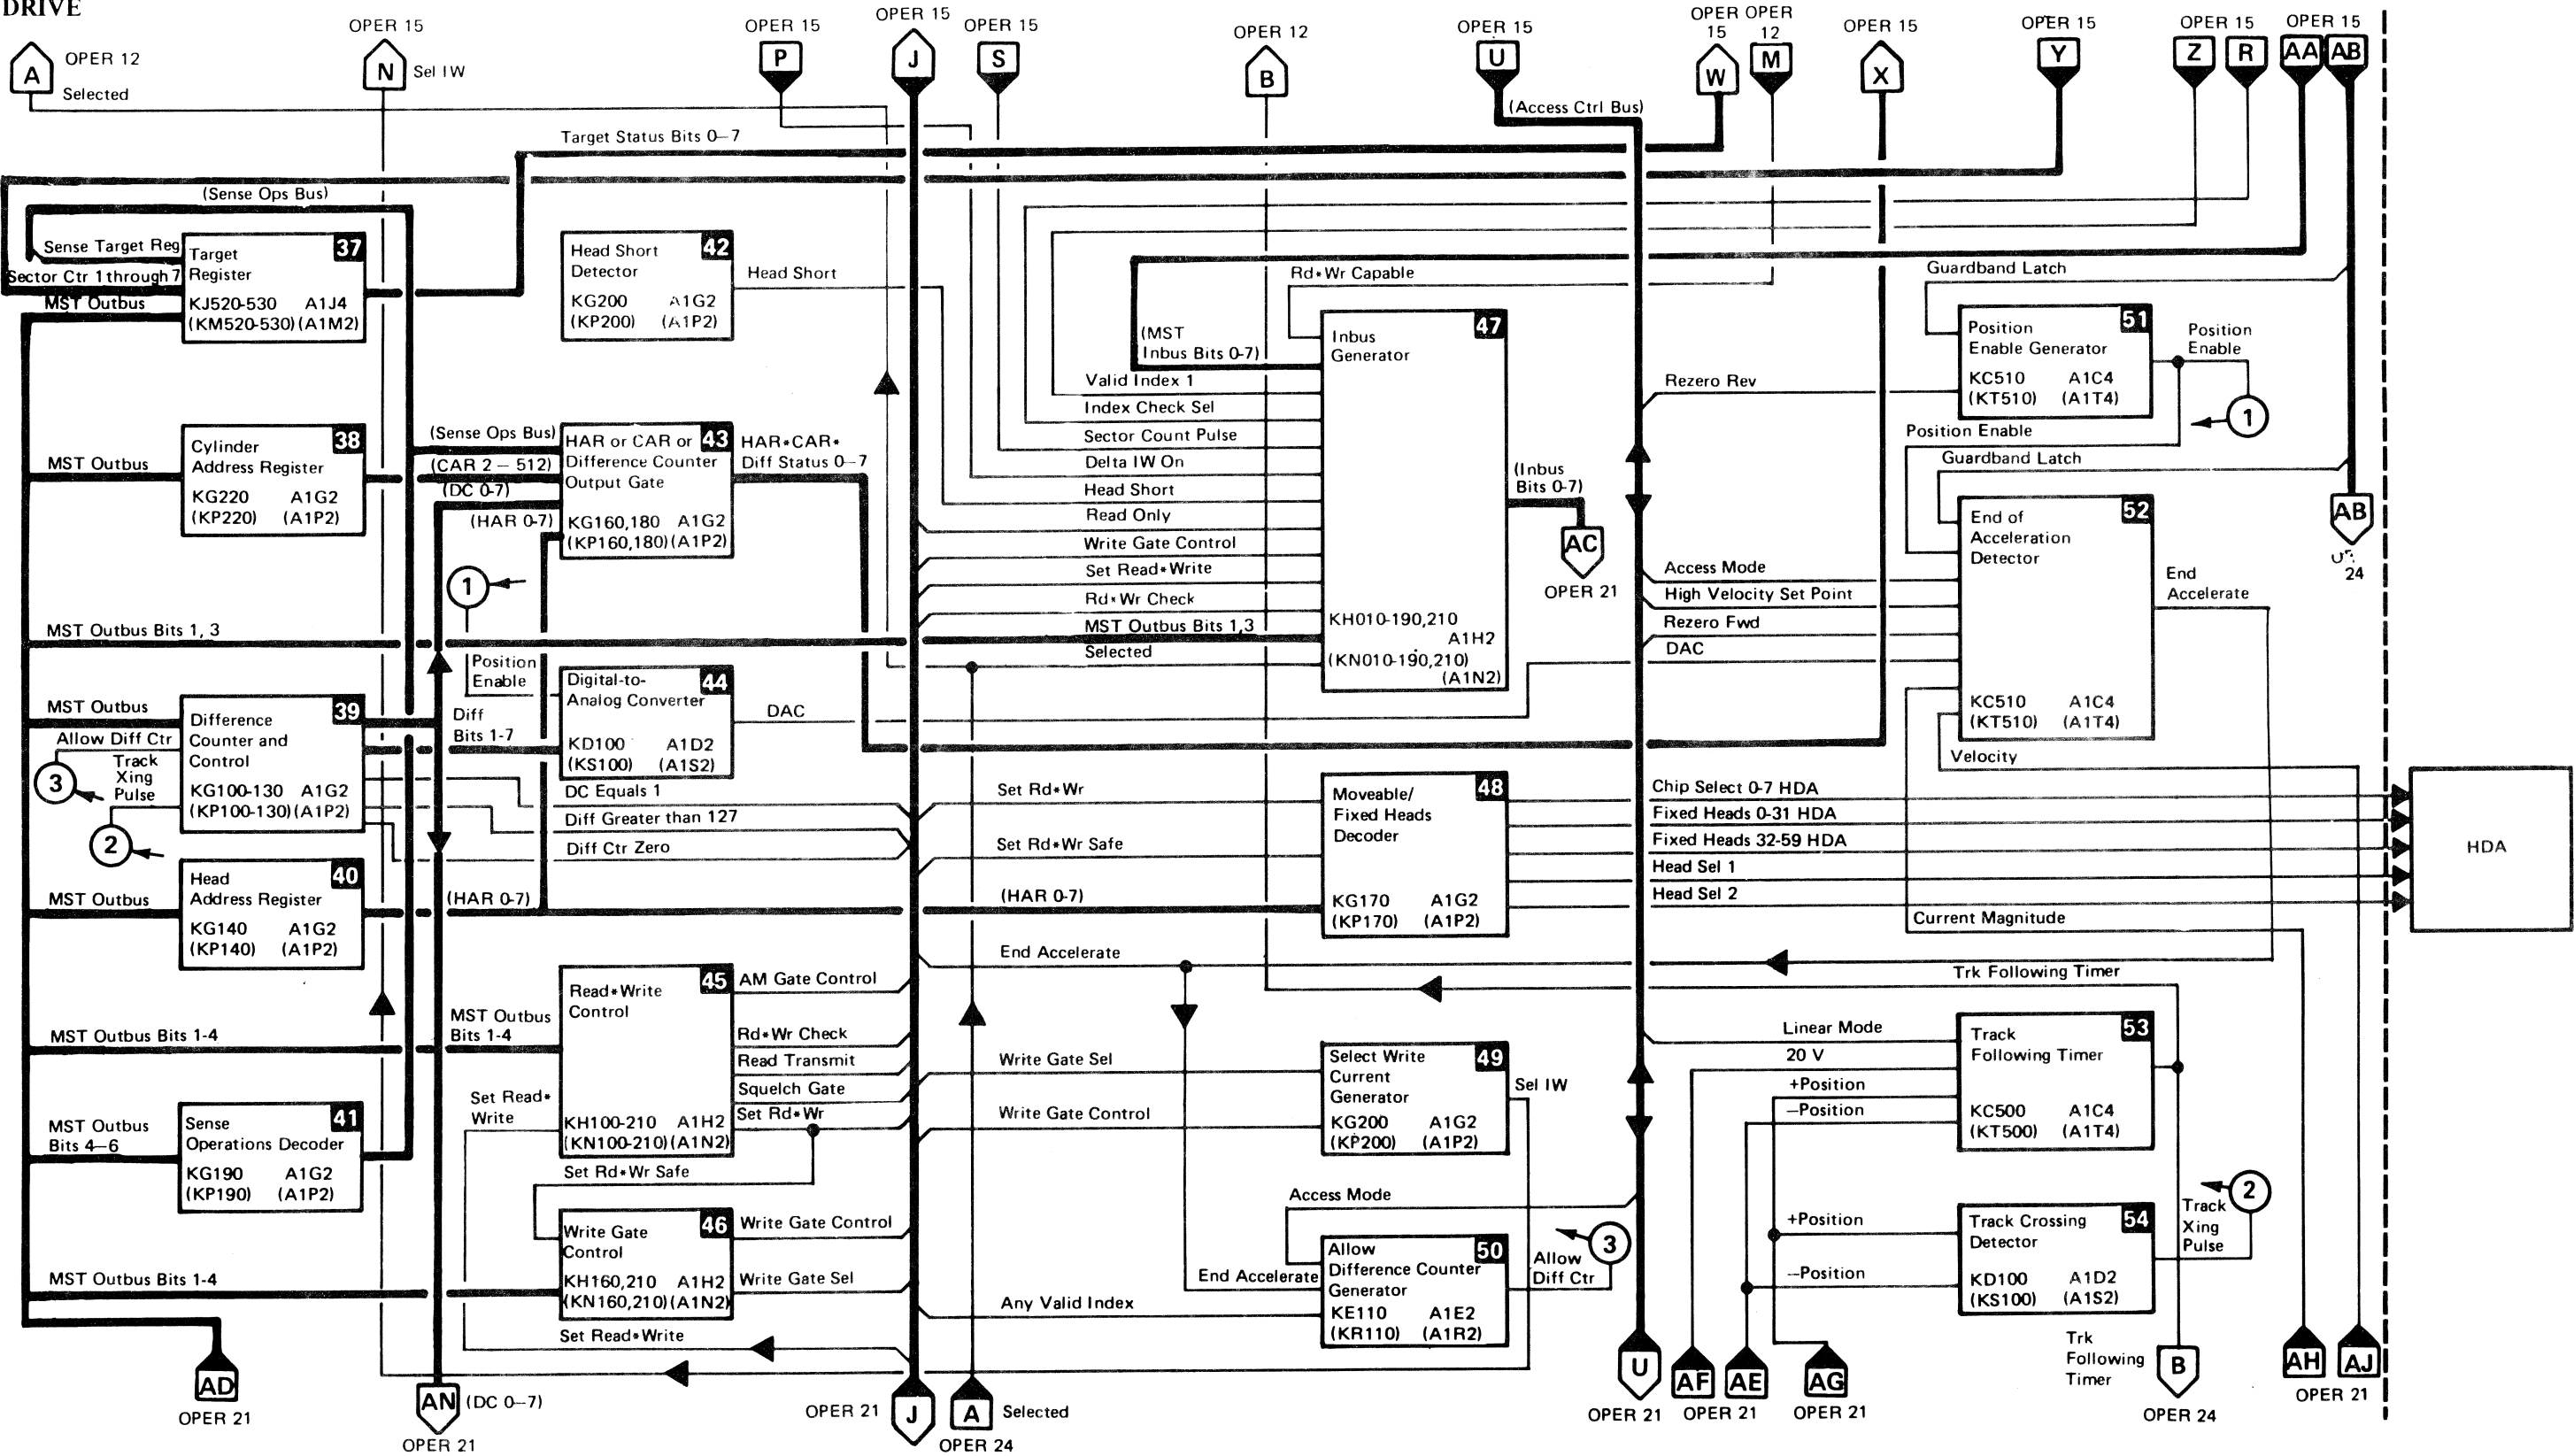 DRIVE
OPER 12
A
Selected
OPER 15
N
Sel IW
OPER 15
P
OPER 15
J
OPER 15
S
OPER 12
B
OPER 15
U
(Access Ctrl Bus)
OPER OPER
15 12
W
M
OPER 15
X
OPER 15
Y
OPER 15
Z
R
OPER 15
AA
AB
Target Status Bits 0–7
(Sense Ops Bus)
Sense Target Reg
Sector Ctr 1 through 7
MST Outbus
37
Target
Register
KJ520-530 A1J4
(KM520-530) (A1M2)
MST Outbus
38
Cylinder
Address Register
KG220 A1G2
(KP220) (A1P2)
MST Outbus Bits 1, 3
MST Outbus
Allow Diff Ctr
3
Track
Xing
Pulse
2
39
Difference
Counter and
Control
KG100-130 A1G2
(KP100-130) (A1P2)
MST Outbus
40
Head
Address Register
KG140 A1G2
(KP140) (A1P2)
MST Outbus Bits 1-4
MST Outbus
Bits 4–6
41
Sense
Operations Decoder
KG190 A1G2
(KP190) (A1P2)
MST Outbus Bits 1-4
AD
OPER 21
42
Head Short
Detector
KG200 A1G2
(KP200) (A1P2)
Head Short
(Sense Ops Bus)
(CAR 2 – 512)
(DC 0-7)
(HAR 0-7)
43
HAR or CAR or
Difference Counter
Output Gate
KG160,180 A1G2
(KP160,180) (A1P2)
HAR*CAR*
Diff Status 0–7
1
Position
Enable
Diff
Bits 1-7
44
Digital-to-
Analog Converter
KD100 A1D2
(KS100) (A1S2)
DAC
DC Equals 1
Diff Greater than 127
Diff Ctr Zero
(HAR 0-7)
MST Outbus
Bits 1-4
Set Read*
Write
45
Read*Write
Control
KH100-210 A1H2
(KN100-210) (A1N2)
AM Gate Control
Rd*Wr Check
Read Transmit
Squelch Gate
Set Rd*Wr
Set Rd*Wr Safe
46
Write Gate
Control
KH160,210 A1H2
(KN160,210) (A1N2)
Write Gate Control
Write Gate Sel
Set Read*Write
AN
(DC 0–7)
OPER 21
OPER 21
J
A
Selected
OPER 24
Rd*Wr Capable
(MST
Inbus Bits 0-7)
Valid Index 1
Index Check Sel
Sector Count Pulse
Delta IW On
Head Short
Read Only
Write Gate Control
Set Read*Write
Rd*Wr Check
MST Outbus Bits 1,3
Selected
47
Inbus
Generator
KH010-190,210
A1H2
(KN010-190,210)
(A1N2)
(Inbus
Bits 0-7)
AC
OPER 21
Set Rd*Wr
Set Rd*Wr Safe
(HAR 0-7)
48
Moveable/
Fixed Heads
Decoder
KG170 A1G2
(KP170) (A1P2)
Chip Select 0-7 HDA
Fixed Heads 0-31 HDA
Fixed Heads 32-59 HDA
Head Sel 1
Head Sel 2
HDA
End Accelerate
Write Gate Sel
Write Gate Control
49
Select Write
Current
Generator
KG200 A1G2
(KP200) (A1P2)
Sel IW
Access Mode
End Accelerate
Any Valid Index
50
Allow
Difference Counter
Generator
KE110 A1E2
(KR110) (A1R2)
Allow
Diff Ctr
3
U
OPER 21
Guardband Latch
Rezero Rev
51
Position
Enable Generator
KC510 A1C4
(KT510) (A1T4)
Position
Enable
1
Position Enable
Guardband Latch
Access Mode
High Velocity Set Point
Rezero Fwd
DAC
52
End of
Acceleration
Detector
KC510 A1C4
(KT510) (A1T4)
End
Accelerate
Velocity
Current Magnitude
AB
24
Trk Following Timer
Linear Mode
20 V
+Position
–Position
53
Track
Following Timer
KC500 A1C4
(KT500) (A1T4)
+Position
–Position
54
Track Crossing
Detector
KD100 A1D2
(KS100) (A1S2)
2
Track
Xing
Pulse
AF
AE
OPER 21
AG
OPER 21
Trk
Following
Timer
B
OPER 24
AH
AJ
OPER 21